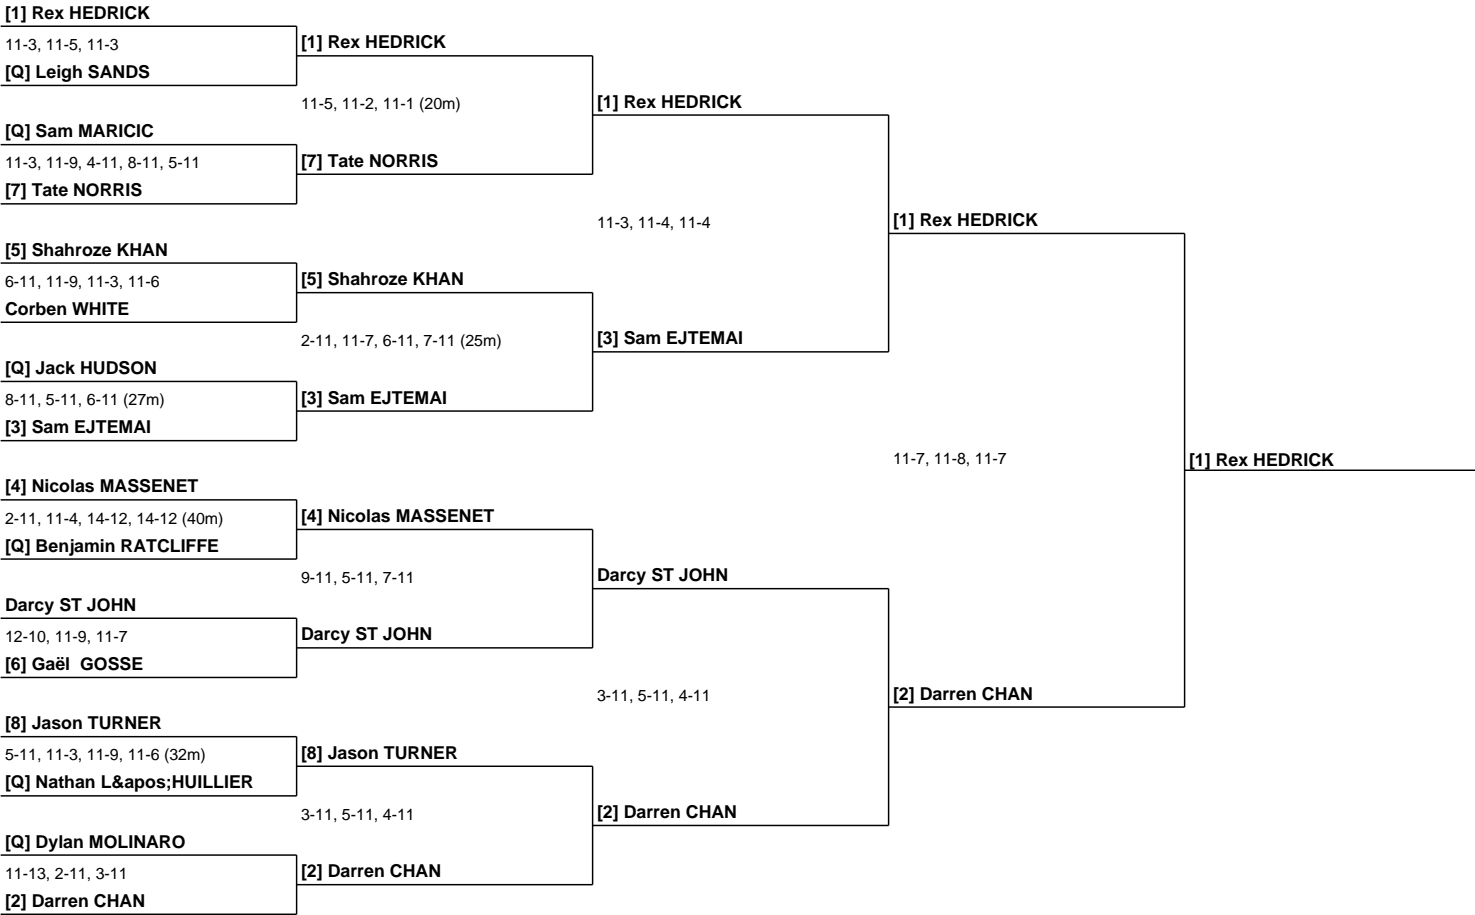 [1] Rex HEDRICK
11-3, 11-5, 11-3
[Q] Leigh SANDS
[Q] Sam MARICIC
11-3, 11-9, 4-11, 8-11, 5-11
[7] Tate NORRIS
[5] Shahroze KHAN
6-11, 11-9, 11-3, 11-6
Corben WHITE
[Q] Jack HUDSON
8-11, 5-11, 6-11 (27m)
[3] Sam EJTEMAI
[4] Nicolas MASSENET
2-11, 11-4, 14-12, 14-12 (40m)
[Q] Benjamin RATCLIFFE
Darcy ST JOHN
12-10, 11-9, 11-7
[6] Gaël  GOSSE
[8] Jason TURNER
5-11, 11-3, 11-9, 11-6 (32m)
[Q] Nathan L&apos;HUILLIER
[Q] Dylan MOLINARO
11-13, 2-11, 3-11
[2] Darren CHAN
[1] Rex HEDRICK
11-5, 11-2, 11-1 (20m)
[7] Tate NORRIS
[5] Shahroze KHAN
2-11, 11-7, 6-11, 7-11 (25m)
[3] Sam EJTEMAI
[4] Nicolas MASSENET
9-11, 5-11, 7-11
Darcy ST JOHN
[8] Jason TURNER
3-11, 5-11, 4-11
[2] Darren CHAN
[1] Rex HEDRICK
11-3, 11-4, 11-4
[3] Sam EJTEMAI
Darcy ST JOHN
3-11, 5-11, 4-11
[2] Darren CHAN
[1] Rex HEDRICK
11-7, 11-8, 11-7
[2] Darren CHAN
[1] Rex HEDRICK